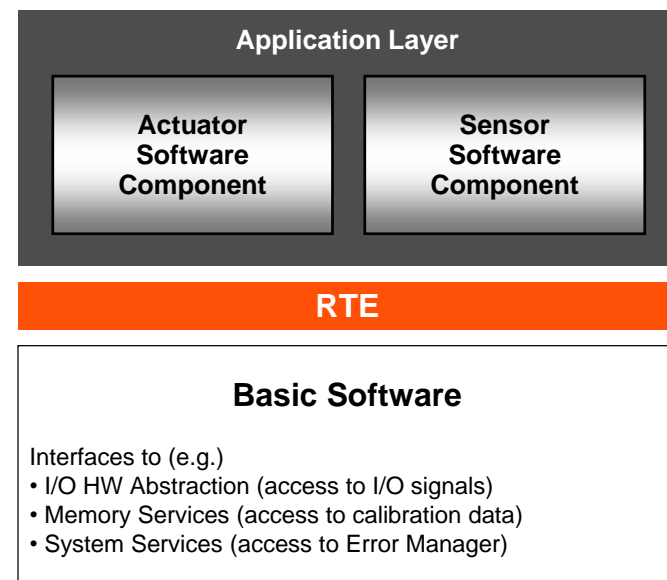 Application Layer
Actuator
Software
Component
Sensor
Software
Component
RTE
Basic Software
Interfaces to (e.g.)
• I/O HW Abstraction (access to I/O signals)
• Memory Services (access to calibration data)
• System Services (access to Error Manager)